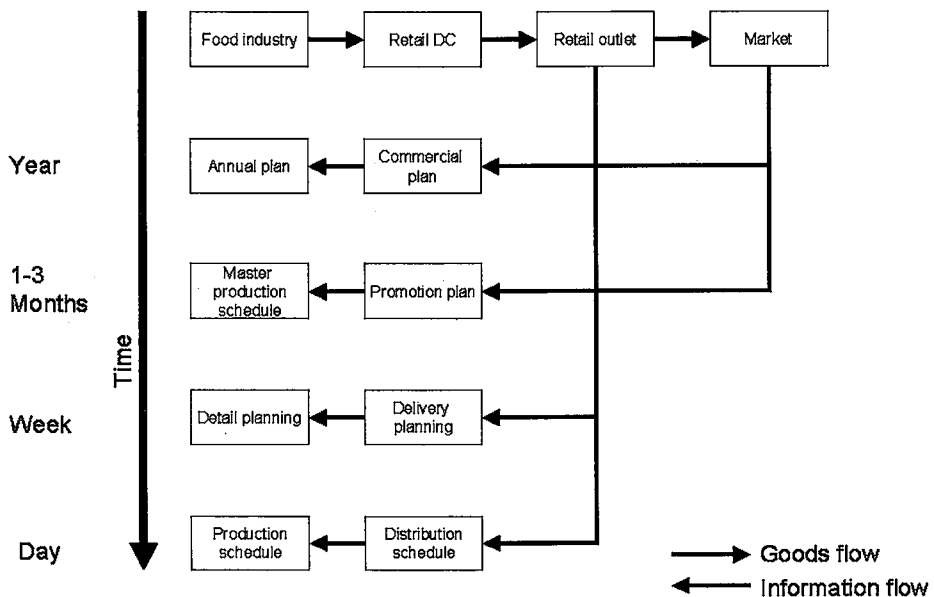 Food industry
Retail DC
Retail outlet
Market
Year
Annual plan
Commercial
plan
1-3
Months
Master
production
schedule
Promotion plan
Time
Week
Detail planning
Delivery
planning
Day
Production
schedule
Distribution
schedule
Goods flow
Information flow